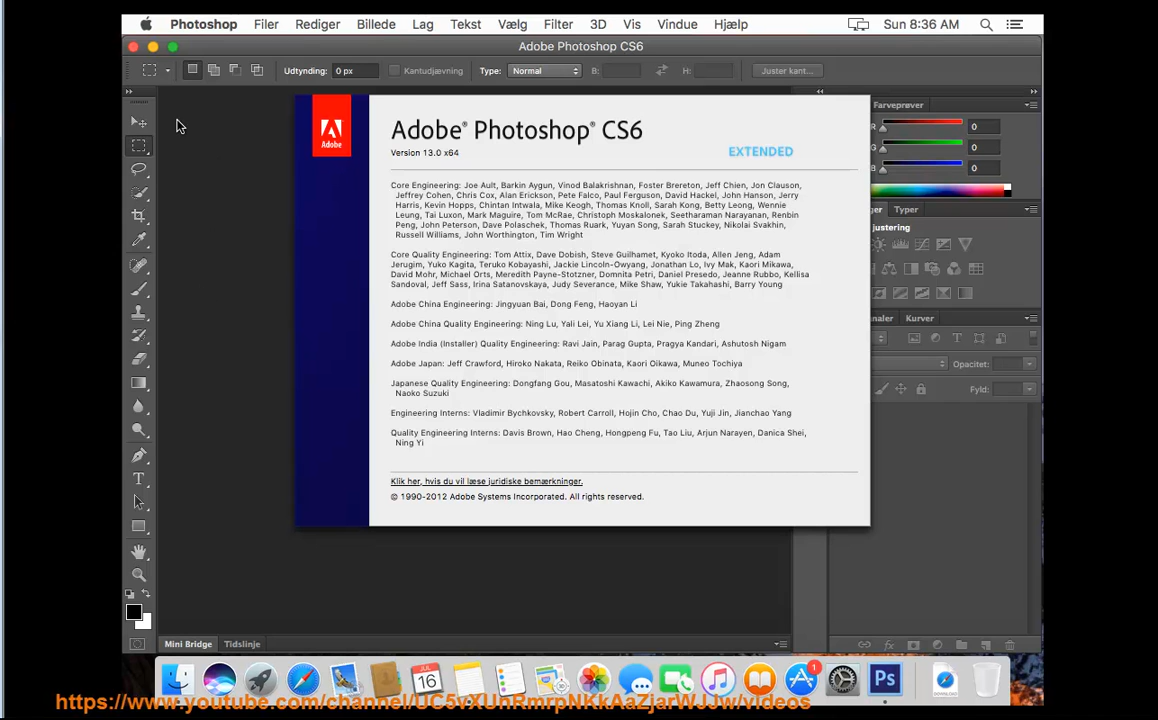 Photoshop Filer Rediger Billede Lag Tekst Vælg Filter 3D Vis Vindue Hjælp Sun 8:36 AM
Adobe Photoshop CS6
Udtynding: 0 px Kantudjævning Type: Normal B: H: Juster kant...
Farveprøver
R 0
G 0
B 0
Typer
justering
Kurver
Opacitet:
Fyld:
Adobe
Adobe® Photoshop® CS6
Version 13.0 x64
EXTENDED
Core Engineering: Joe Ault, Barkin Aygun, Vinod Balakrishnan, Foster Brereton, Jeff Chien, Jon Clauson,
Jeffrey Cohen, Chris Cox, Alan Erickson, Pete Falco, Paul Ferguson, David Hackel, John Hanson, Jerry
Harris, Kevin Hopps, Chintan Intwala, Mike Keogh, Thomas Knoll, Sarah Kong, Betty Leong, Wennie
Leung, Tai Luxon, Mark Maguire, Tom McRae, Christoph Moskalonek, Seetharaman Narayanan, Renbin
Peng, John Peterson, Dave Polaschek, Thomas Ruark, Yuyan Song, Sarah Stuckey, Nikolai Svakhin,
Russell Williams, John Worthington, Tim Wright
Core Quality Engineering: Tom Attix, Dave Dobish, Steve Guilhamet, Kyoko Itoda, Allen Jeng, Adam
Jerugim, Yuko Kagita, Teruko Kobayashi, Jackie Lincoln-Owyang, Jonathan Lo, Ivy Mak, Kaori Mikawa,
David Mohr, Michael Orts, Meredith Payne-Stotzner, Domnita Petri, Daniel Presedo, Jeanne Rubbo, Kellisa
Sandoval, Jeff Sass, Irina Satanovskaya, Judy Severance, Mike Shaw, Yukie Takahashi, Barry Young
Adobe China Engineering: Jingyuan Bai, Dong Feng, Haoyan Li
Adobe China Quality Engineering: Ning Lu, Yali Lei, Yu Xiang Li, Lei Nie, Ping Zheng
Adobe India (Installer) Quality Engineering: Ravi Jain, Parag Gupta, Pragya Kandari, Ashutosh Nigam
Adobe Japan: Jeff Crawford, Hiroko Nakata, Reiko Obinata, Kaori Oikawa, Muneo Tochiya
Japanese Quality Engineering: Dongfang Gou, Masatoshi Kawachi, Akiko Kawamura, Zhaosong Song,
Naoko Suzuki
Engineering Interns: Vladimir Bychkovsky, Robert Carroll, Hojin Cho, Chao Du, Yuji Jin, Jianchao Yang
Quality Engineering Interns: Davis Brown, Hao Cheng, Hongpeng Fu, Tao Liu, Arjun Narayen, Danica Shei,
Ning Yi
Klik her, hvis du vil læse juridiske bemærkninger.
© 1990-2012 Adobe Systems Incorporated. All rights reserved.
Mini Bridge Tidslinje
JUL
16
1
Ps